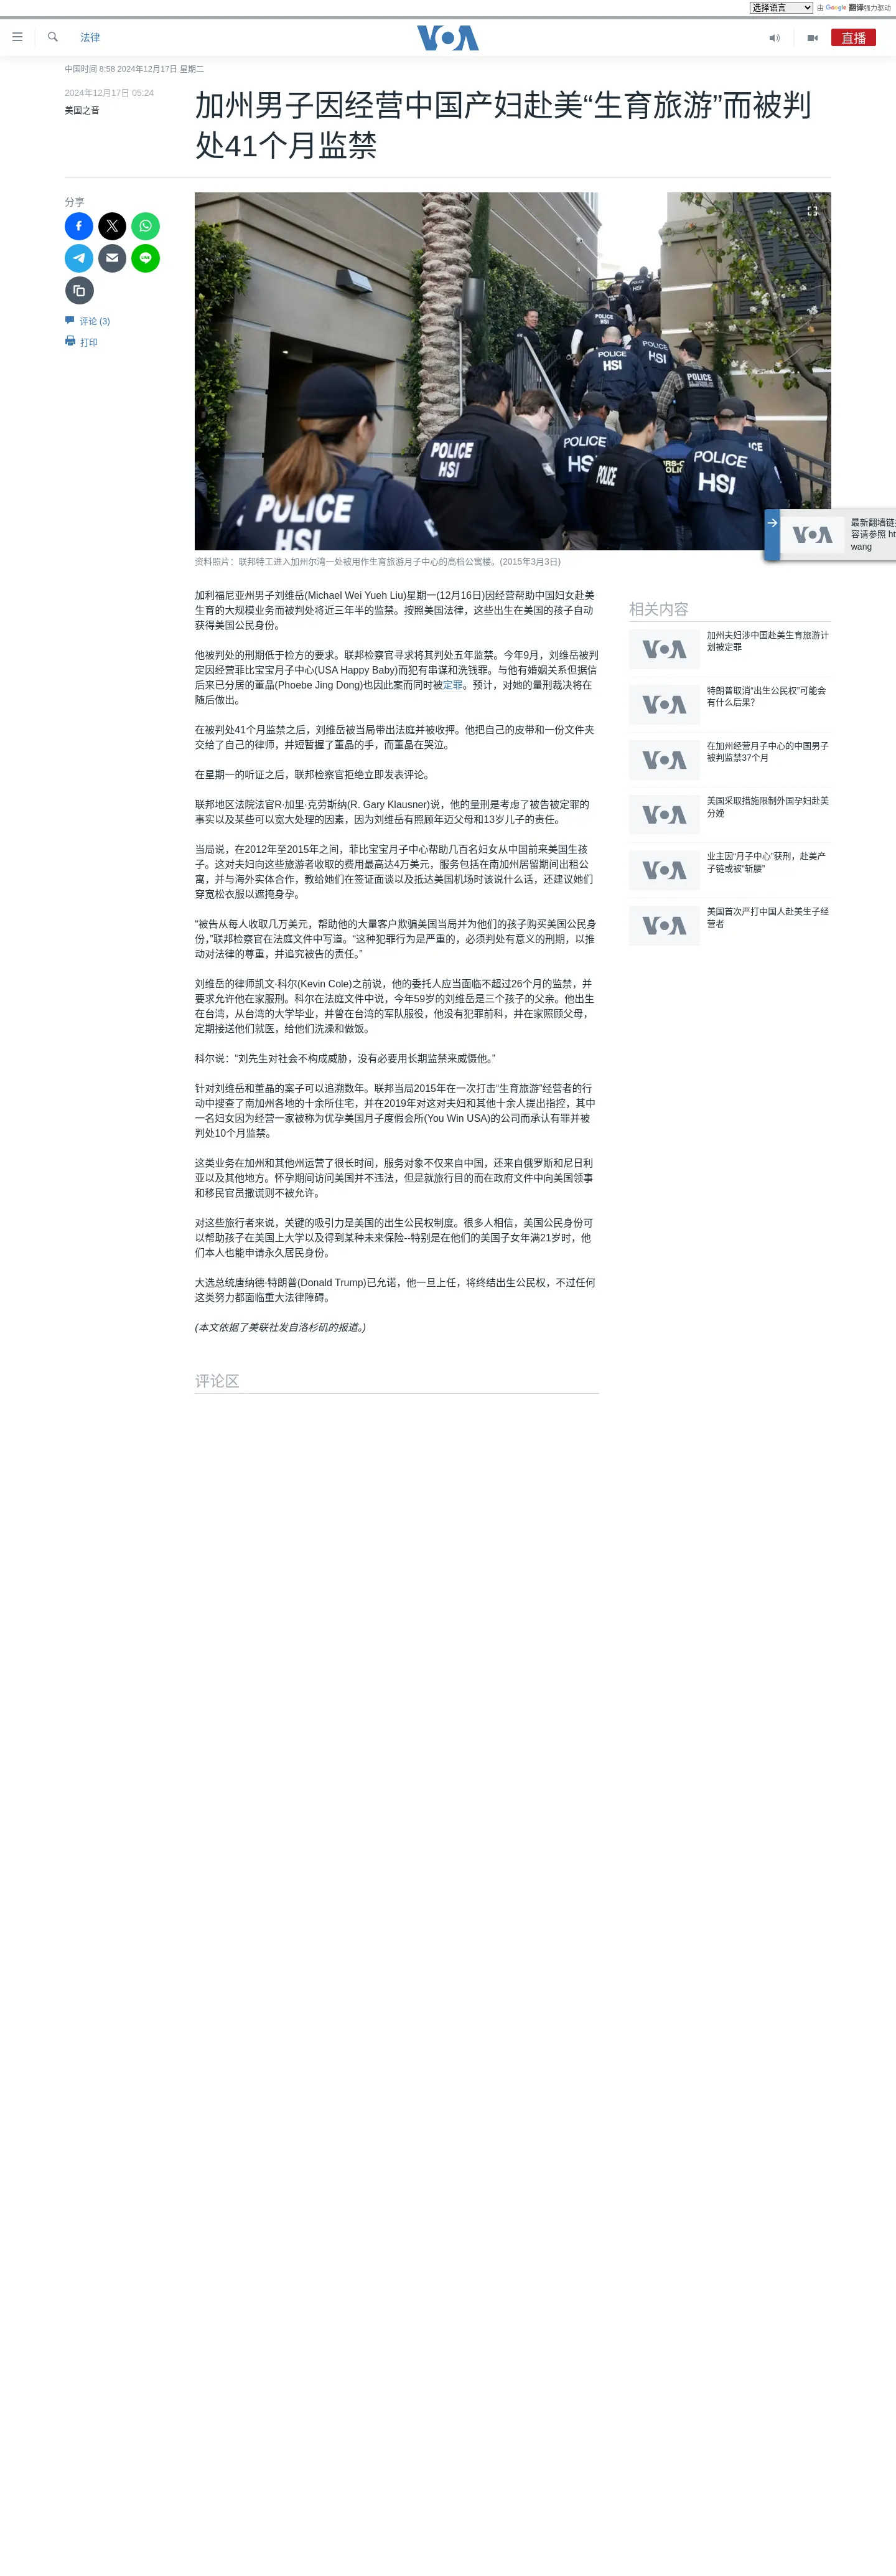 选择语言
由 Google 翻译强力驱动
法律
VOA
直播
中国时间 8:58 2024年12月17日 星期二
2024年12月17日 05:24
美国之音
加州男子因经营中国产妇赴美“生育旅游”而被判
处41个月监禁
分享
评论 (3)
打印
POLICE
HSI
POLICE
HSI
POLICE
HSI
POLICE
HSI
POLICE
HSI
POLICE
POLICE
HSI
资料照片：联邦特工进入加州尔湾一处被用作生育旅游月子中心的高档公寓楼。(2015年3月3日)
最新翻墙链
容请参照 ht
wang
加利福尼亚州男子刘维岳(Michael Wei Yueh Liu)星期一(12月16日)因经营帮助中国妇女赴美
生育的大规模业务而被判处将近三年半的监禁。按照美国法律，这些出生在美国的孩子自动
获得美国公民身份。
他被判处的刑期低于检方的要求。联邦检察官寻求将其判处五年监禁。今年9月，刘维岳被判
定因经营菲比宝宝月子中心(USA Happy Baby)而犯有串谋和洗钱罪。与他有婚姻关系但据信
后来已分居的董晶(Phoebe Jing Dong)也因此案而同时被定罪。预计，对她的量刑裁决将在
随后做出。
在被判处41个月监禁之后，刘维岳被当局带出法庭并被收押。他把自己的皮带和一份文件夹
交给了自己的律师，并短暂握了董晶的手，而董晶在哭泣。
在星期一的听证之后，联邦检察官拒绝立即发表评论。
联邦地区法院法官R·加里·克劳斯纳(R. Gary Klausner)说，他的量刑是考虑了被告被定罪的
事实以及某些可以宽大处理的因素，因为刘维岳有照顾年迈父母和13岁儿子的责任。
当局说，在2012年至2015年之间，菲比宝宝月子中心帮助几百名妇女从中国前来美国生孩
子。这对夫妇向这些旅游者收取的费用最高达4万美元，服务包括在南加州居留期间出租公
寓，并与海外实体合作，教给她们在签证面谈以及抵达美国机场时该说什么话，还建议她们
穿宽松衣服以遮掩身孕。
“被告从每人收取几万美元，帮助他的大量客户欺骗美国当局并为他们的孩子购买美国公民身
份，”联邦检察官在法庭文件中写道。“这种犯罪行为是严重的，必须判处有意义的刑期，以推
动对法律的尊重，并追究被告的责任。”
刘维岳的律师凯文·科尔(Kevin Cole)之前说，他的委托人应当面临不超过26个月的监禁，并
要求允许他在家服刑。科尔在法庭文件中说，今年59岁的刘维岳是三个孩子的父亲。他出生
在台湾，从台湾的大学毕业，并曾在台湾的军队服役，他没有犯罪前科，并在家照顾父母，
定期接送他们就医，给他们洗澡和做饭。
科尔说：“刘先生对社会不构成威胁，没有必要用长期监禁来威慑他。”
针对刘维岳和董晶的案子可以追溯数年。联邦当局2015年在一次打击“生育旅游”经营者的行
动中搜查了南加州各地的十余所住宅，并在2019年对这对夫妇和其他十余人提出指控，其中
一名妇女因为经营一家被称为优孕美国月子度假会所(You Win USA)的公司而承认有罪并被
判处10个月监禁。
这类业务在加州和其他州运营了很长时间，服务对象不仅来自中国，还来自俄罗斯和尼日利
亚以及其他地方。怀孕期间访问美国并不违法，但是就旅行目的而在政府文件中向美国领事
和移民官员撒谎则不被允许。
对这些旅行者来说，关键的吸引力是美国的出生公民权制度。很多人相信，美国公民身份可
以帮助孩子在美国上大学以及得到某种未来保险--特别是在他们的美国子女年满21岁时，他
们本人也能申请永久居民身份。
大选总统唐纳德·特朗普(Donald Trump)已允诺，他一旦上任，将终结出生公民权，不过任何
这类努力都面临重大法律障碍。
(本文依据了美联社发自洛杉矶的报道。)
评论区
相关内容
VOA
加州夫妇涉中国赴美生育旅游计
划被定罪
VOA
特朗普取消“出生公民权”可能会
有什么后果？
VOA
在加州经营月子中心的中国男子
被判监禁37个月
VOA
美国采取措施限制外国孕妇赴美
分娩
VOA
业主因“月子中心”获刑，赴美产
子链或被“斩腰”
VOA
美国首次严打中国人赴美生子经
营者